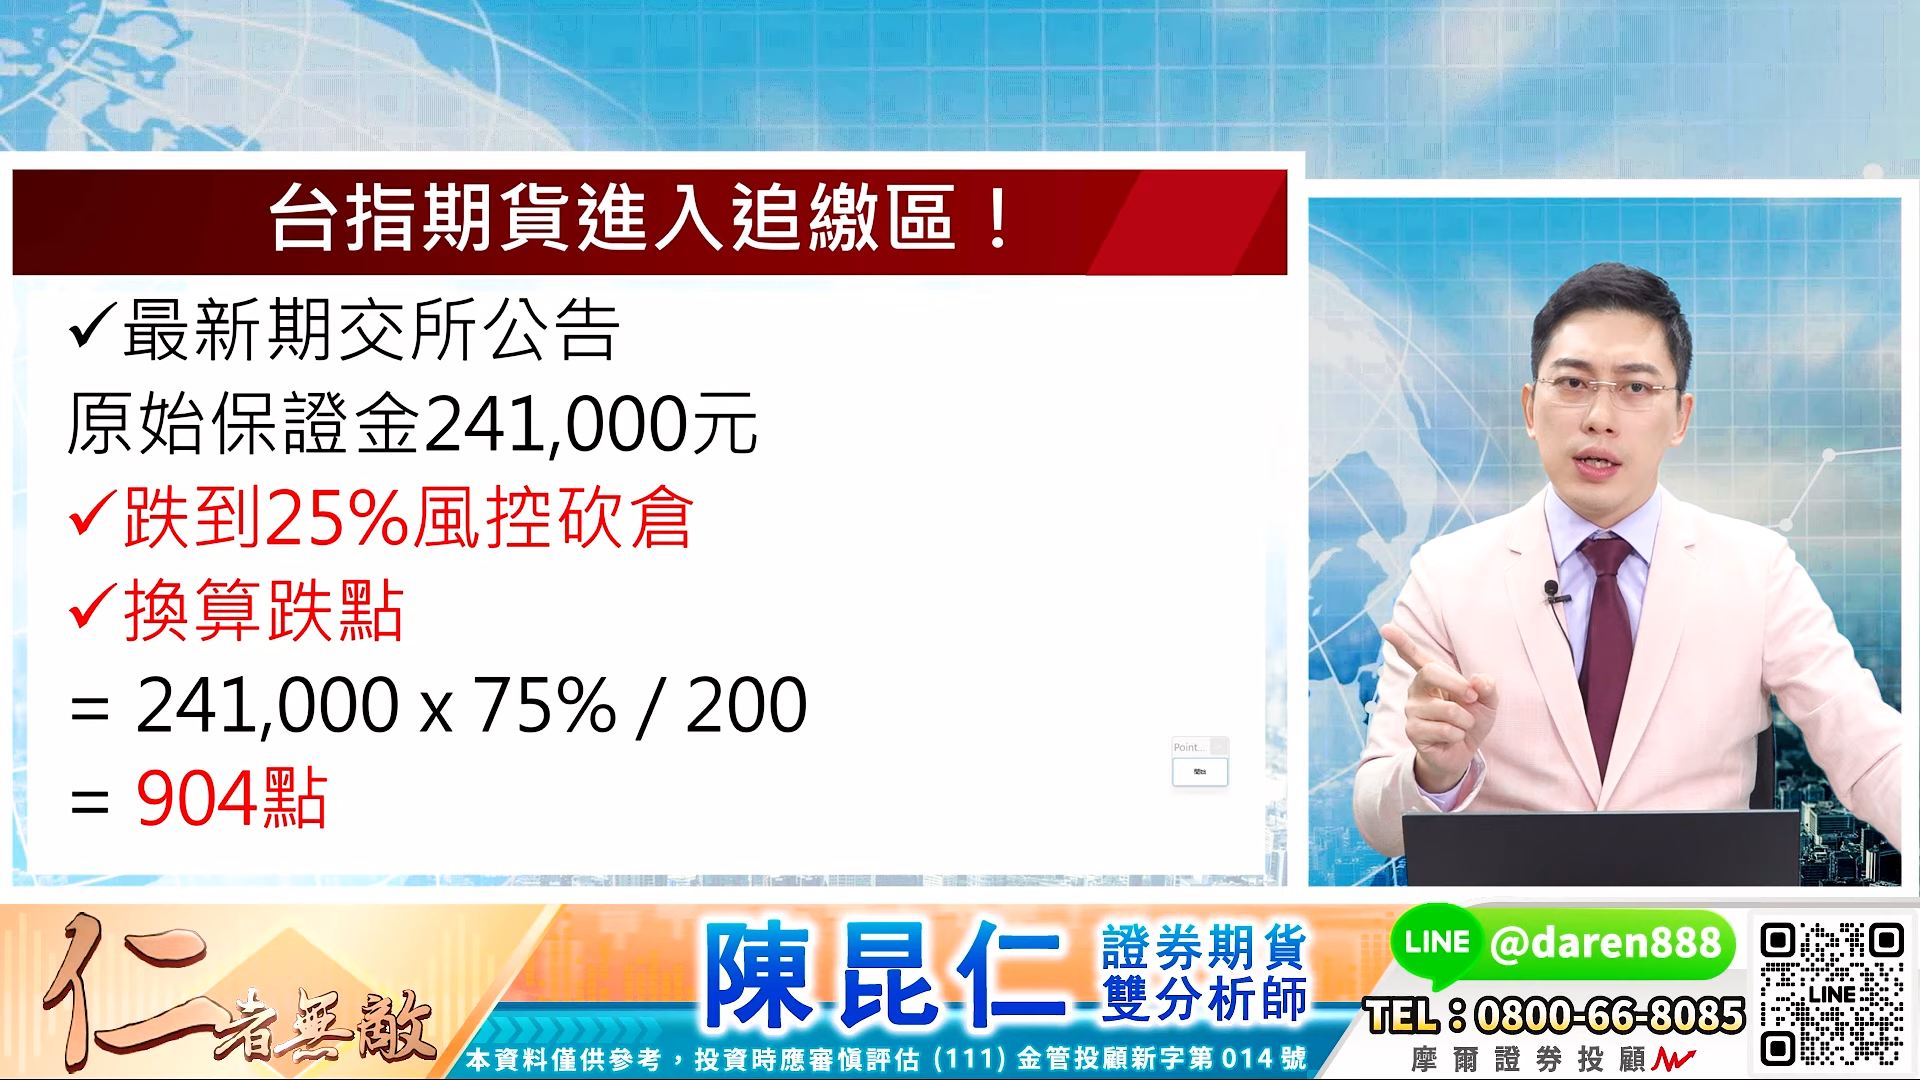 台指期貨進入追繳區！
✓最新期交所公告
原始保證金241,000元
✓跌到25%風控砍倉
✓換算跌點
= 241,000 x 75% / 200
= 904點
Point...
開始
仁者無敵
陳昆仁
證券期貨
雙分析師
本資料僅供參考，投資時應審慎評估 (111) 金管投顧新字第014號
LINE @daren888
TEL：0800-66-8085
摩爾證券投顧
LINE